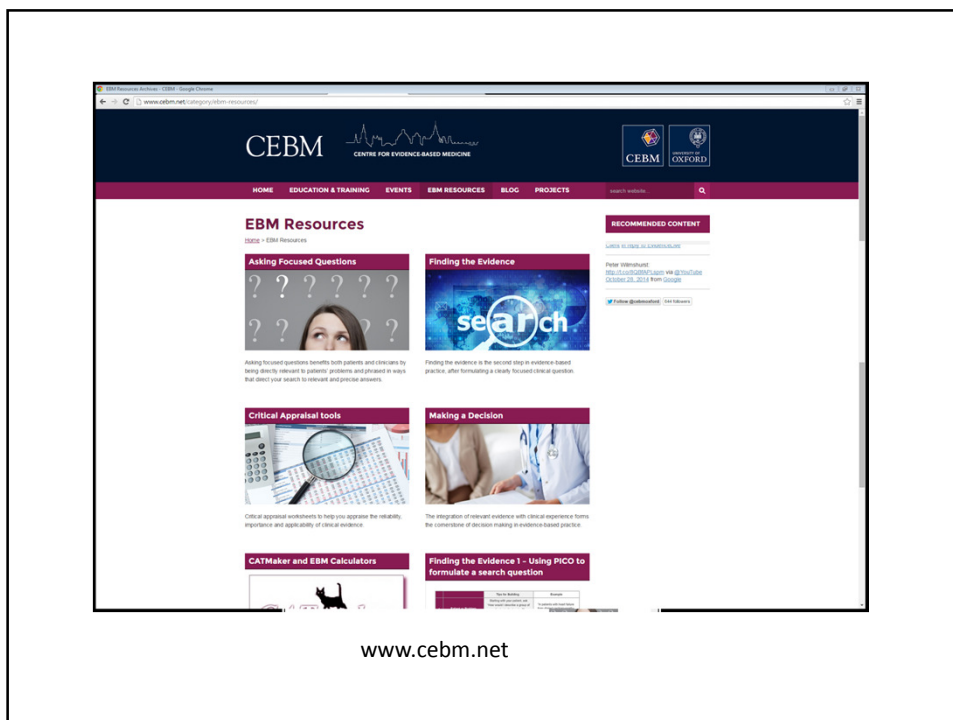 EBM Resources Archives - CEBM - Google Chrome
www.cebm.net/category/ebm-resources/
CEBM
CENTRE FOR EVIDENCE-BASED MEDICINE
CEBM
UNIVERSITY OF
OXFORD
HOME EDUCATION & TRAINING EVENTS EBM RESOURCES BLOG PROJECTS
search website...
EBM Resources
Home > EBM Resources
Asking Focused Questions
? ? ? ? ? ?
? ? ? ?
Asking focused questions benefits both patients and clinicians by
being directly relevant to patients' problems and phrased in ways
that direct your search to relevant and precise answers.
Finding the Evidence
search
Finding the evidence is the second step in evidence-based
practice, after formulating a clearly focused clinical question.
Critical Appraisal tools
Critical appraisal worksheets to help you appraise the reliability,
importance and applicability of clinical evidence.
Making a Decision
The integration of relevant evidence with clinical experience forms
the cornerstone of decision making in evidence-based practice.
CATMaker and EBM Calculators
Finding the Evidence 1 - Using PICO to
formulate a search question
Tips for Building Example
RECOMMENDED CONTENT
Peter Wilmshurst
via @YouTube
October 28, 2014 from Google
Follow @cebmoxford 544 followers
www.cebm.net